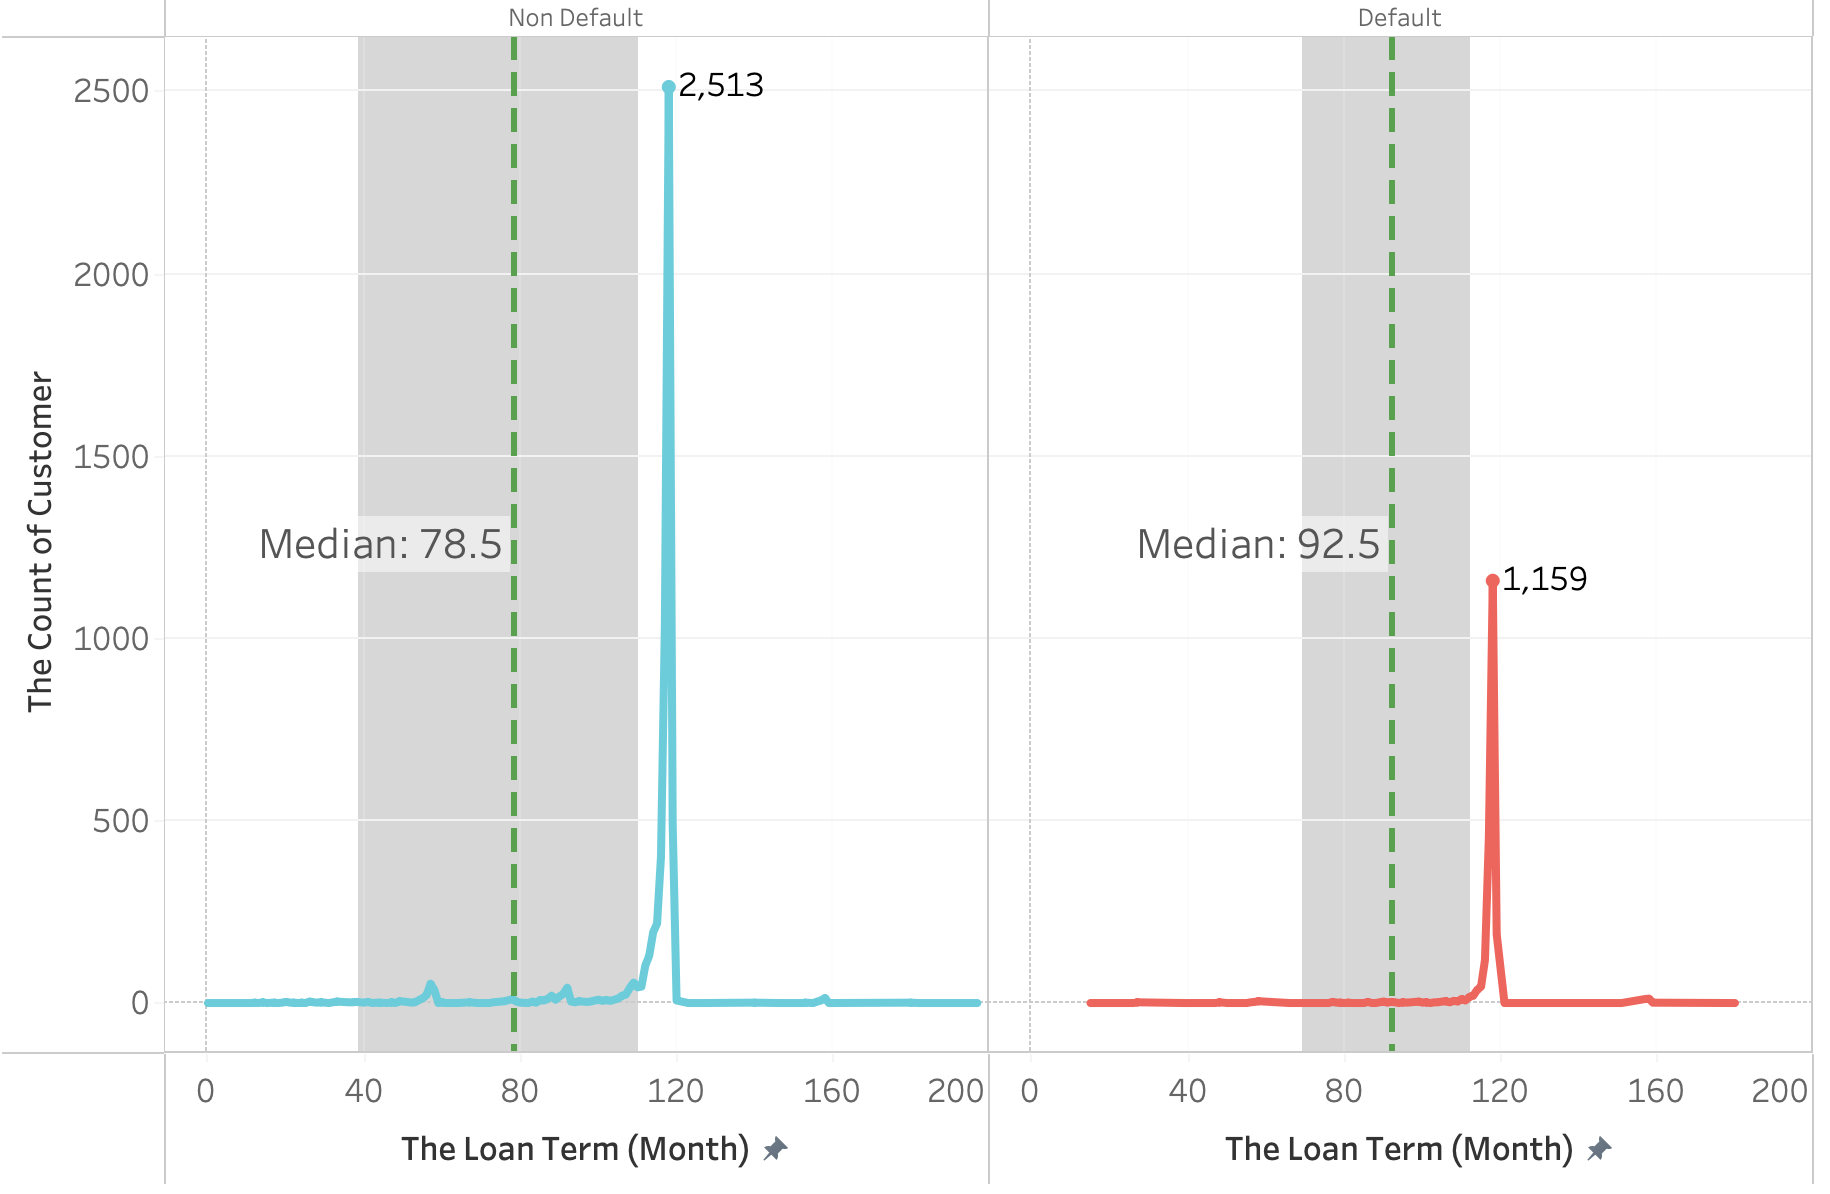 Non Default
Default
The Count of Customer
2500
2000
1500
1000
500
0
2,513
Median: 78.5
Median: 92.5
1,159
0 40 80 120 160 200
0 40 80 120 160 200
The Loan Term (Month)
The Loan Term (Month)